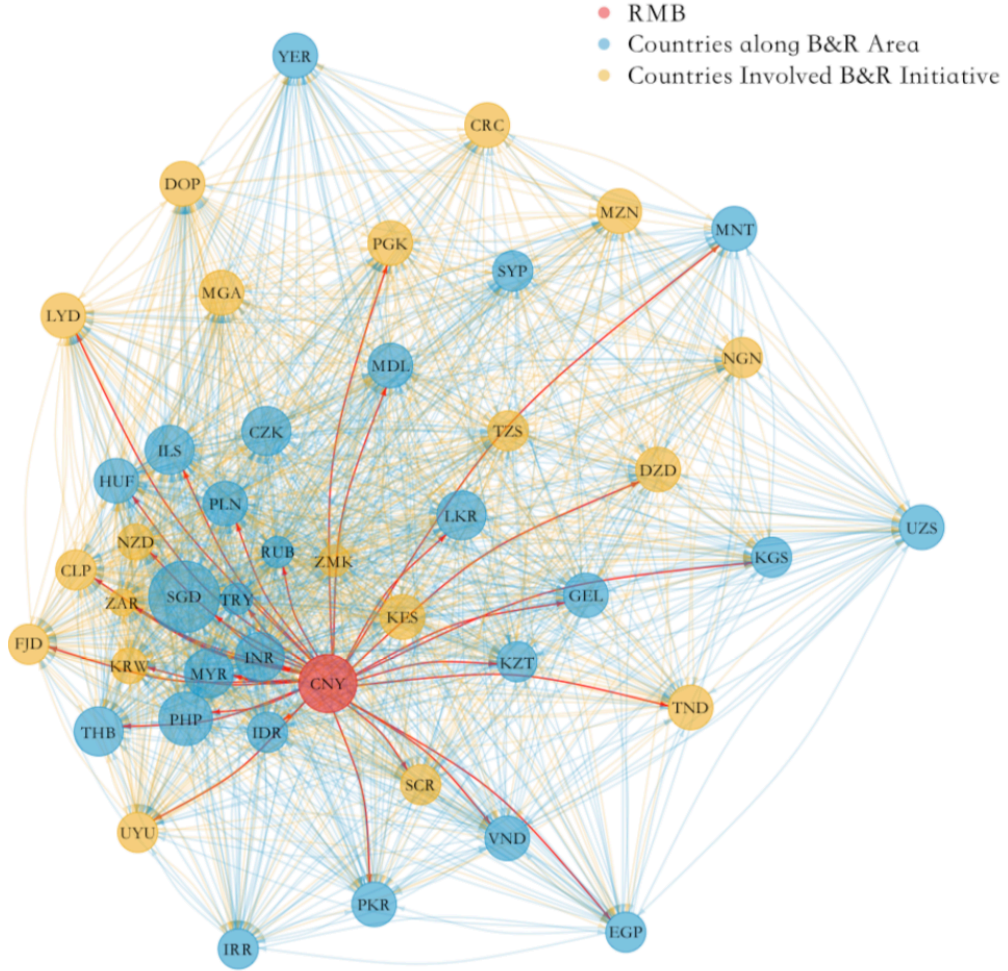 RMB
Countries along B&R Area
Countries Involved B&R Initiative
YER
CRC
DOP
MZN
MNT
PGK
SYP
MGA
LYD
NGN
MDL
CZK
TZS
ILS
DZD
HUF
PLN
LKR
UZS
NZD
RUB
ZMK
KGS
CLP
SGD
TRY
GEL
ZAR
KES
FJD
INR
KRW
MYR
KZT
CNY
TND
PHP
THB
IDR
SCR
UYU
VND
PKR
EGP
IRR